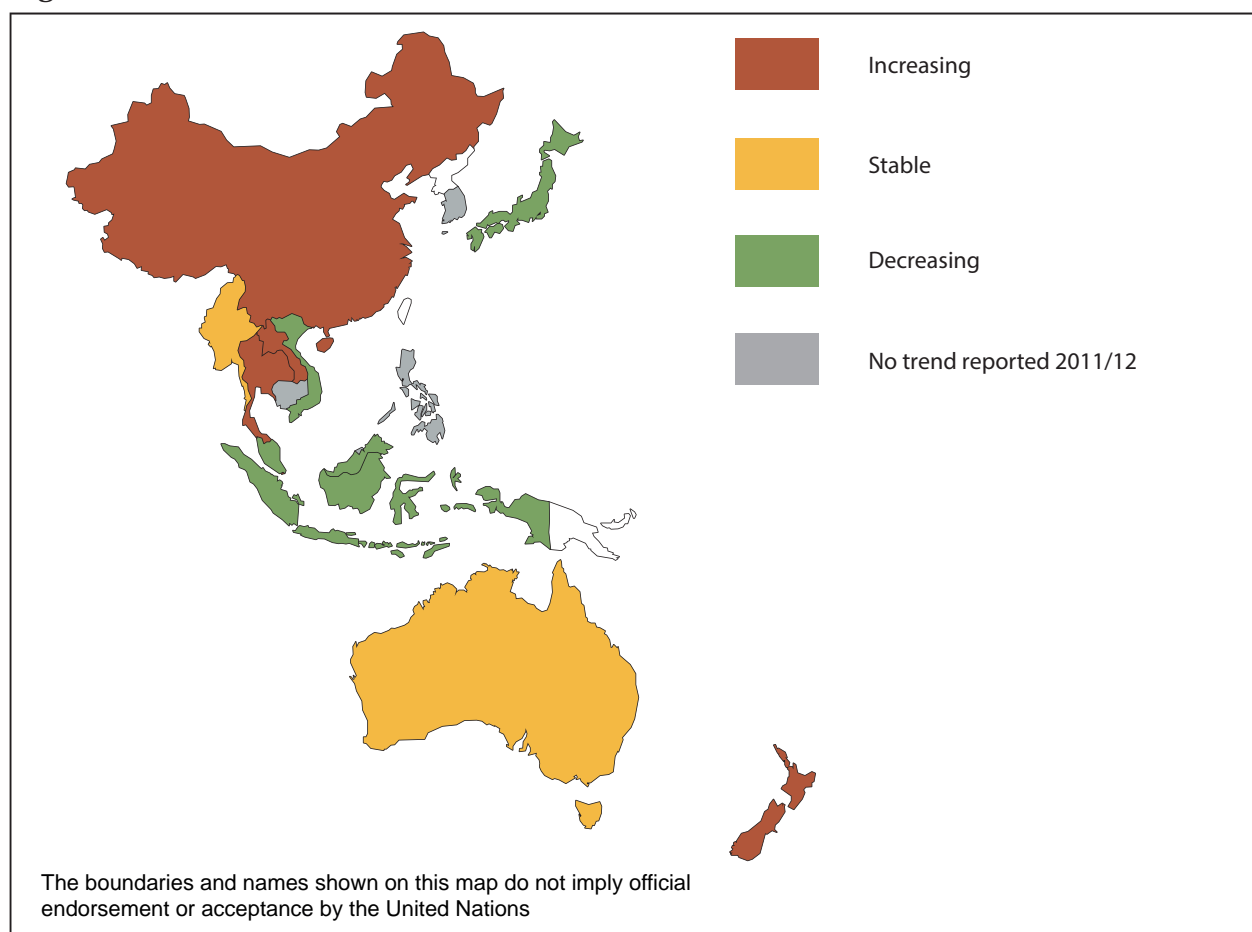 Increasing
Stable
Decreasing
No trend reported 2011/12
The boundaries and names shown on this map do not imply official
endorsement or acceptance by the United Nations